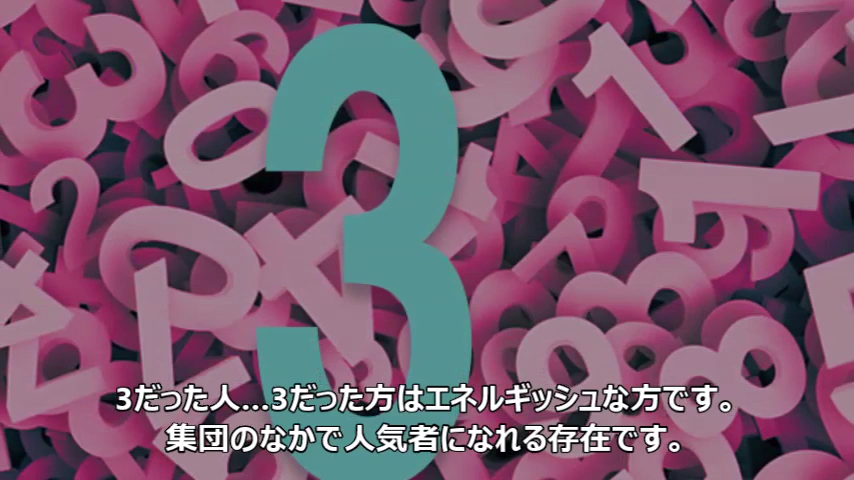 3
3だった人…3だった方はエネルギッシュな方です。
集団のなかで人気者になれる存在です。